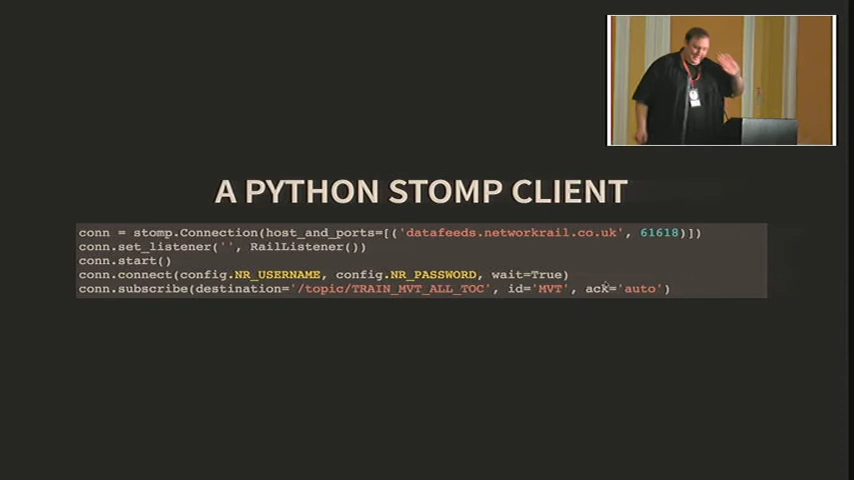 A PYTHON STOMP CLIENT
conn = stomp.Connection(host_and_ports=[('datafeeds.networkrail.co.uk', 61618)])
conn.set_listener('', RailListener())
conn.start()
conn.connect(config.NR_USERNAME, config.NR_PASSWORD, wait=True)
conn.subscribe(destination='/topic/TRAIN_MVT_ALL_TOC', id='MVT', ack='auto')